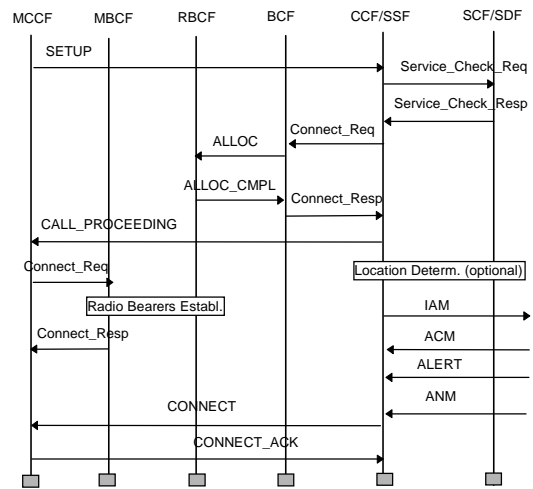 MCCF MBCF RBCF BCF CCF/SSF SCF/SDF
SETUP
Service_Check_Req
Service_Check_Resp
Connect_Req
ALLOC
ALLOC_CMPL
Connect_Resp
CALL_PROCEEDING
Connect_Req
Location Determ. (optional)
Radio Bearers Establ.
IAM
Connect_Resp
ACM
ALERT
ANM
CONNECT
CONNECT_ACK